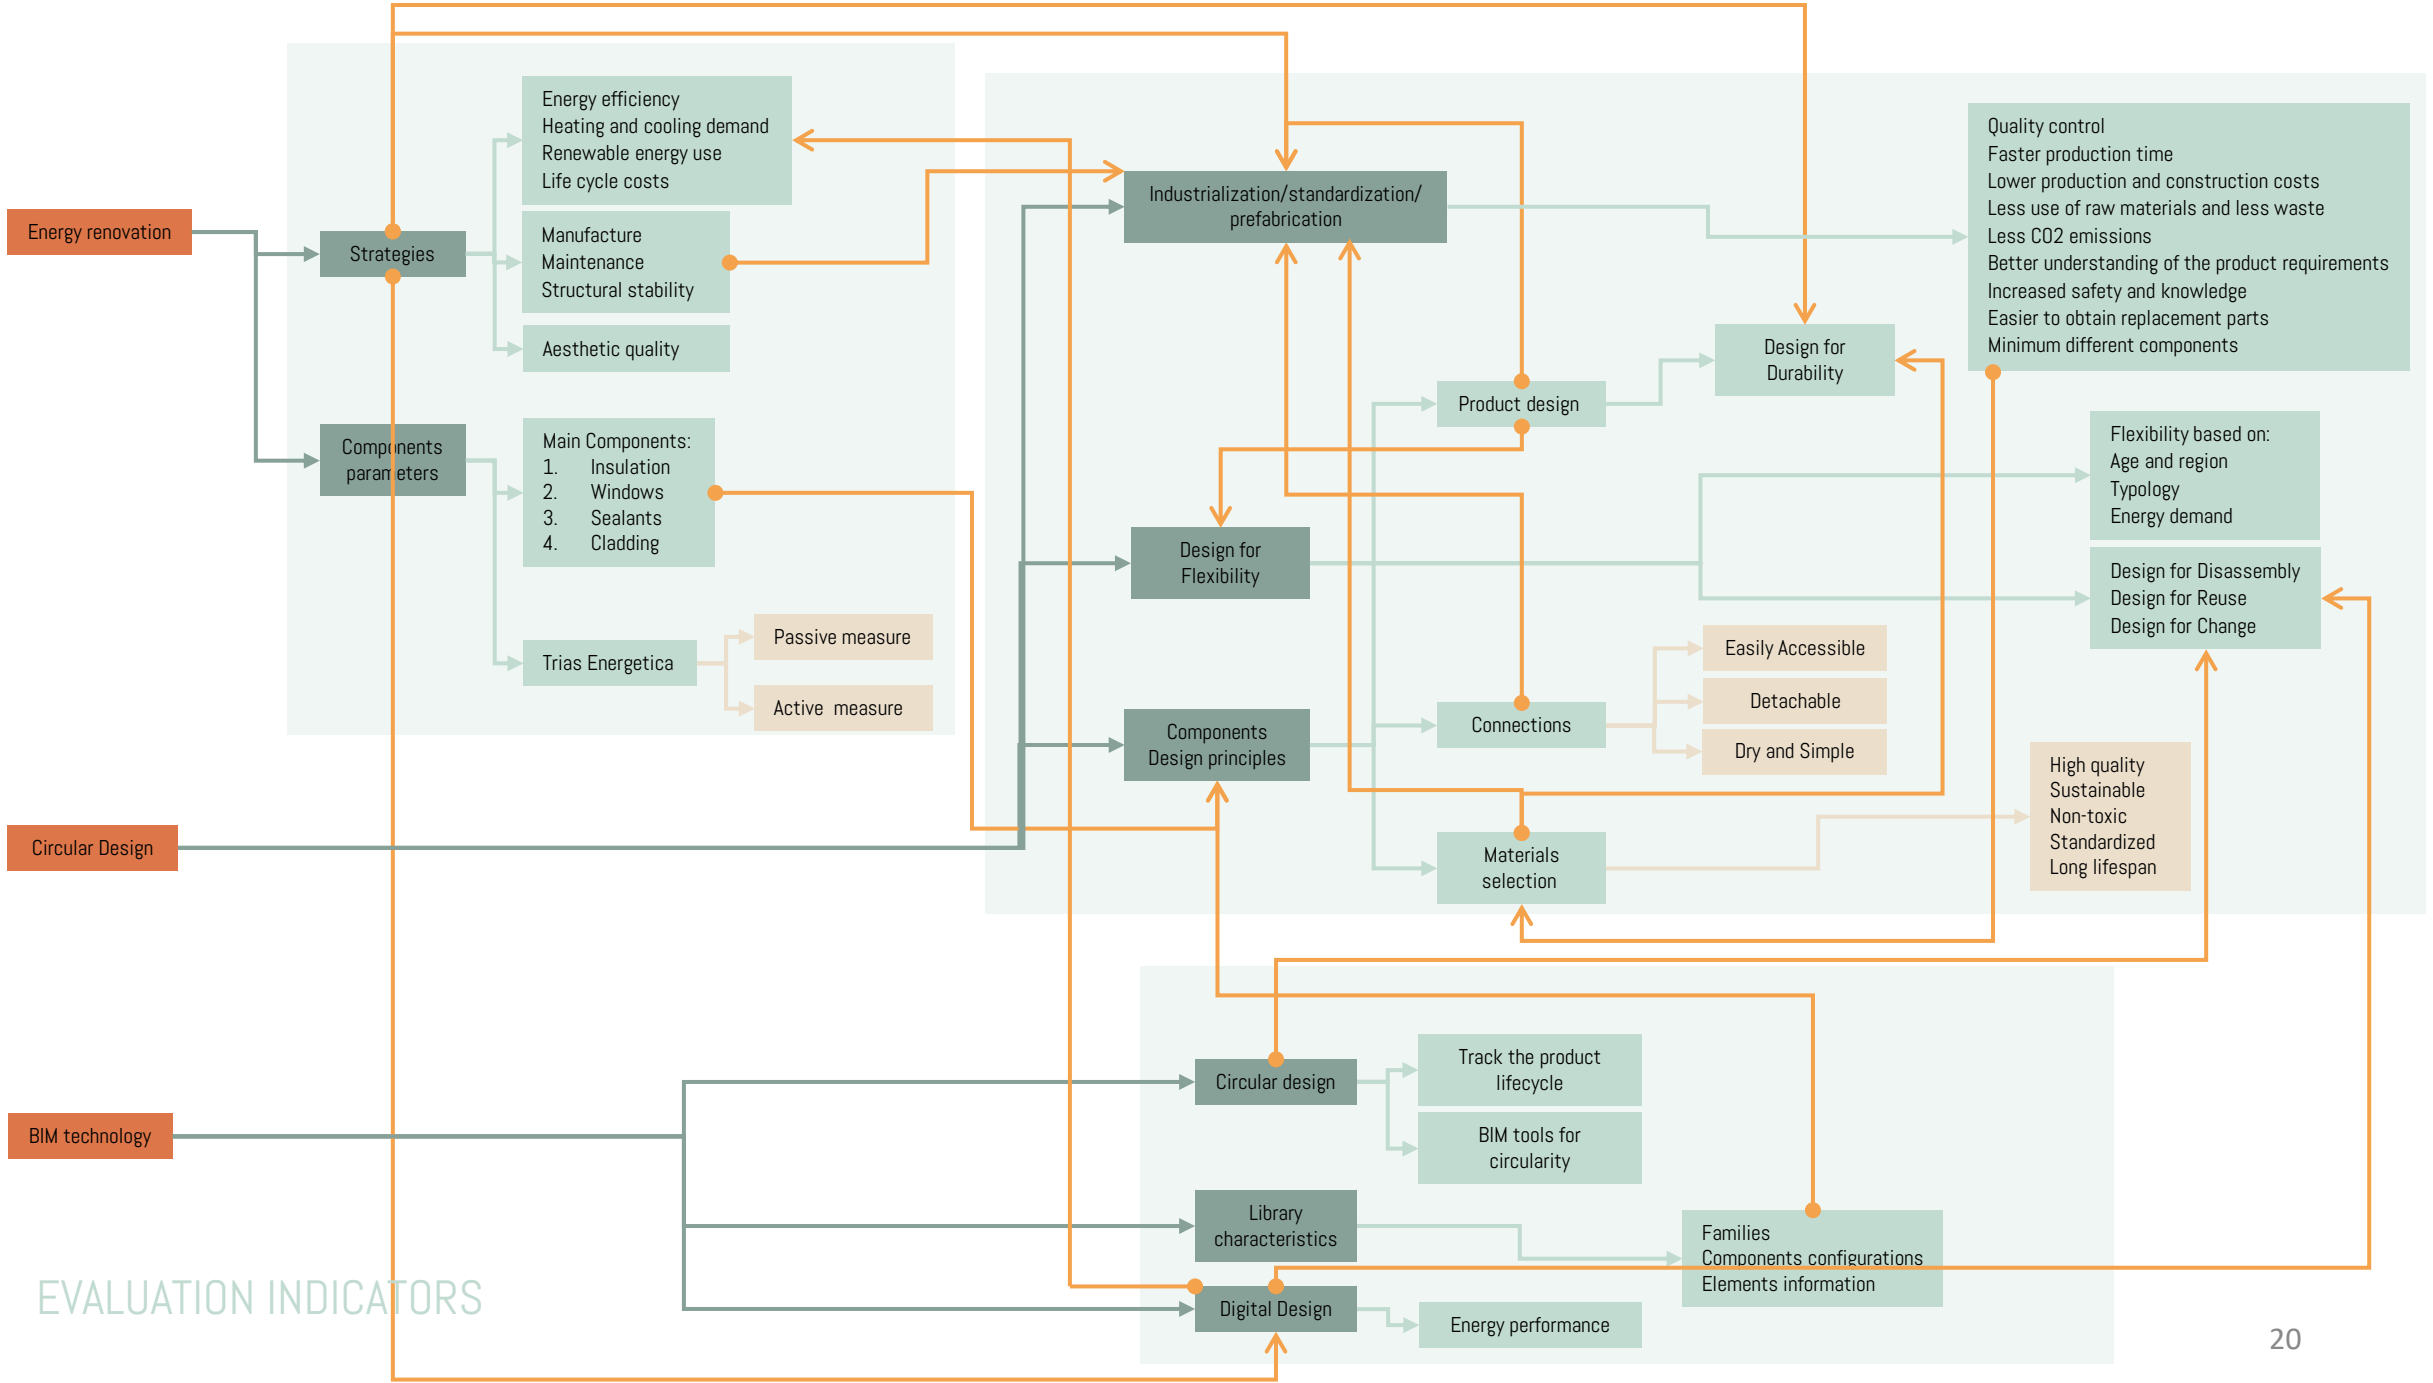 Energy renovation
Strategies
Energy efficiency
Heating and cooling demand
Renewable energy use
Life cycle costs
Manufacture
Maintenance
Structural stability
Aesthetic quality
Components
parameters
Main Components:
1. Insulation
2. Windows
3. Sealants
4. Cladding
Trias Energetica
Passive measure
Active measure
Circular Design
Industrialization/standardization/
prefabrication
Quality control
Faster production time
Lower production and construction costs
Less use of raw materials and less waste
Less CO2 emissions
Better understanding of the product requirements
Increased safety and knowledge
Easier to obtain replacement parts
Minimum different components
Design for
Flexibility
Flexibility based on:
Age and region
Typology
Energy demand
Design for Disassembly
Design for Reuse
Design for Change
Components
Design principles
Product design
Design for
Durability
Connections
Easily Accessible
Detachable
Dry and Simple
Materials
selection
High quality
Sustainable
Non-toxic
Standardized
Long lifespan
BIM technology
Circular design
Track the product
lifecycle
BIM tools for
circularity
Library
characteristics
Families
Components configurations
Elements information
Digital Design
Energy performance
EVALUATION INDICATORS
20